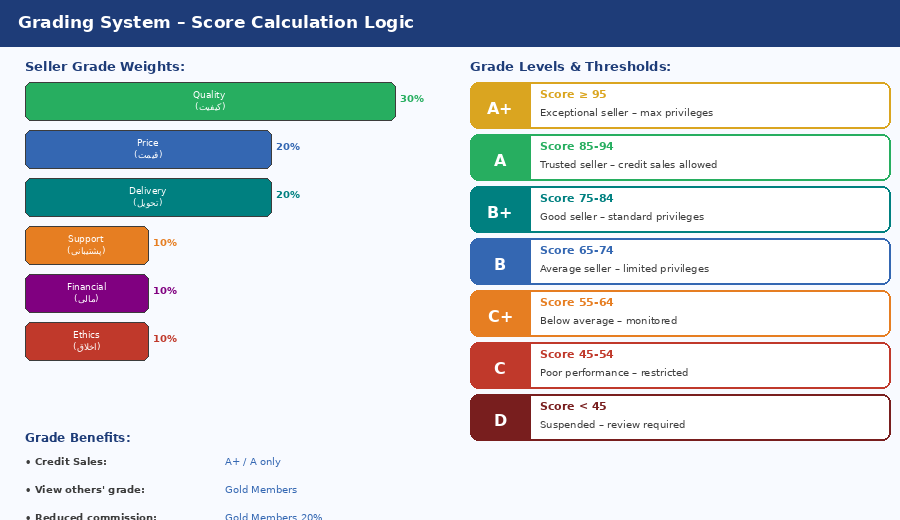 Grading System – Score Calculation Logic
Seller Grade Weights:
Quality
(کیفیت)
30%
Price
(قیمت)
20%
Delivery
(تحویل)
20%
Support
(پشتیبانی)
10%
Financial
(مالی)
10%
Ethics
(اخلاق)
10%
Grade Benefits:
• Credit Sales: A+ / A only
• View others' grade: Gold Members
• Reduced commission: Gold Members 20%
Grade Levels & Thresholds:
A+
Score ≥ 95
Exceptional seller – max privileges
A
Score 85-94
Trusted seller – credit sales allowed
B+
Score 75-84
Good seller – standard privileges
B
Score 65-74
Average seller – limited privileges
C+
Score 55-64
Below average – monitored
C
Score 45-54
Poor performance – restricted
D
Score < 45
Suspended – review required